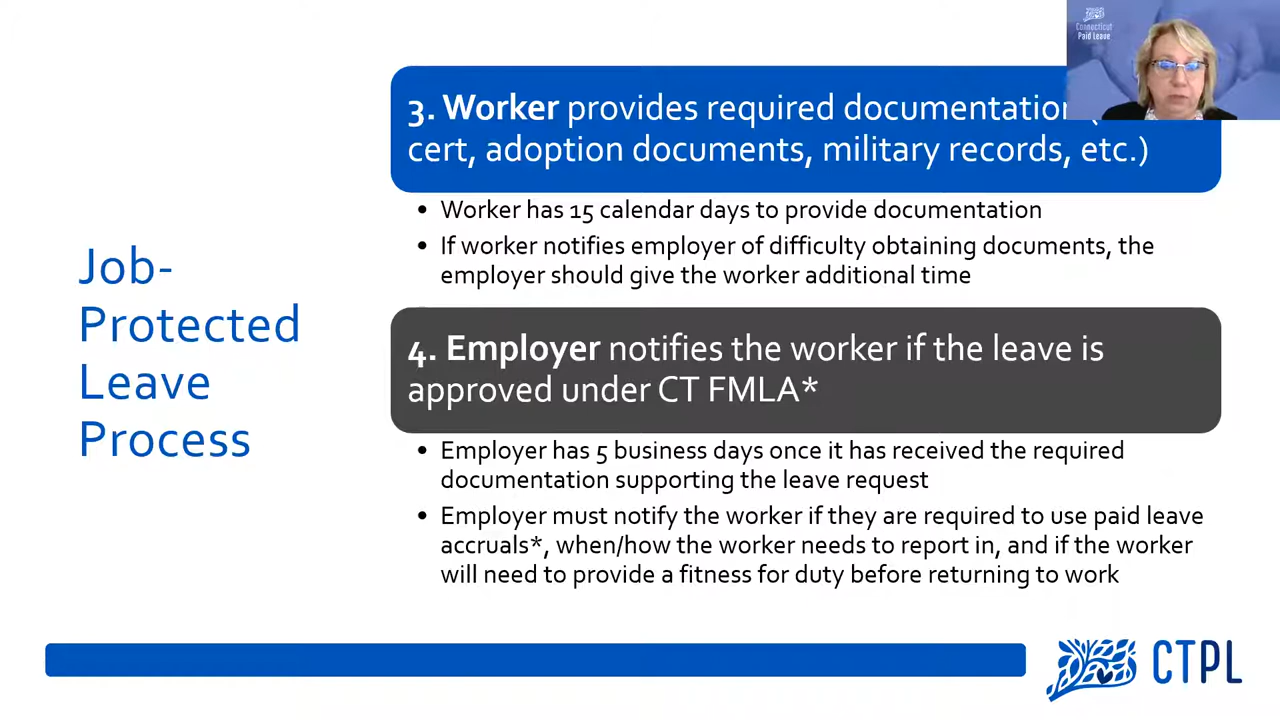 Connecticut
Paid Leave
3. Worker provides required documentation (
cert, adoption documents, military records, etc.)
• Worker has 15 calendar days to provide documentation
• If worker notifies employer of difficulty obtaining documents, the
employer should give the worker additional time
Job-
Protected
Leave
Process
4. Employer notifies the worker if the leave is
approved under CT FMLA*
• Employer has 5 business days once it has received the required
documentation supporting the leave request
• Employer must notify the worker if they are required to use paid leave
accruals*, when/how the worker needs to report in, and if the worker
will need to provide a fitness for duty before returning to work
CTPL